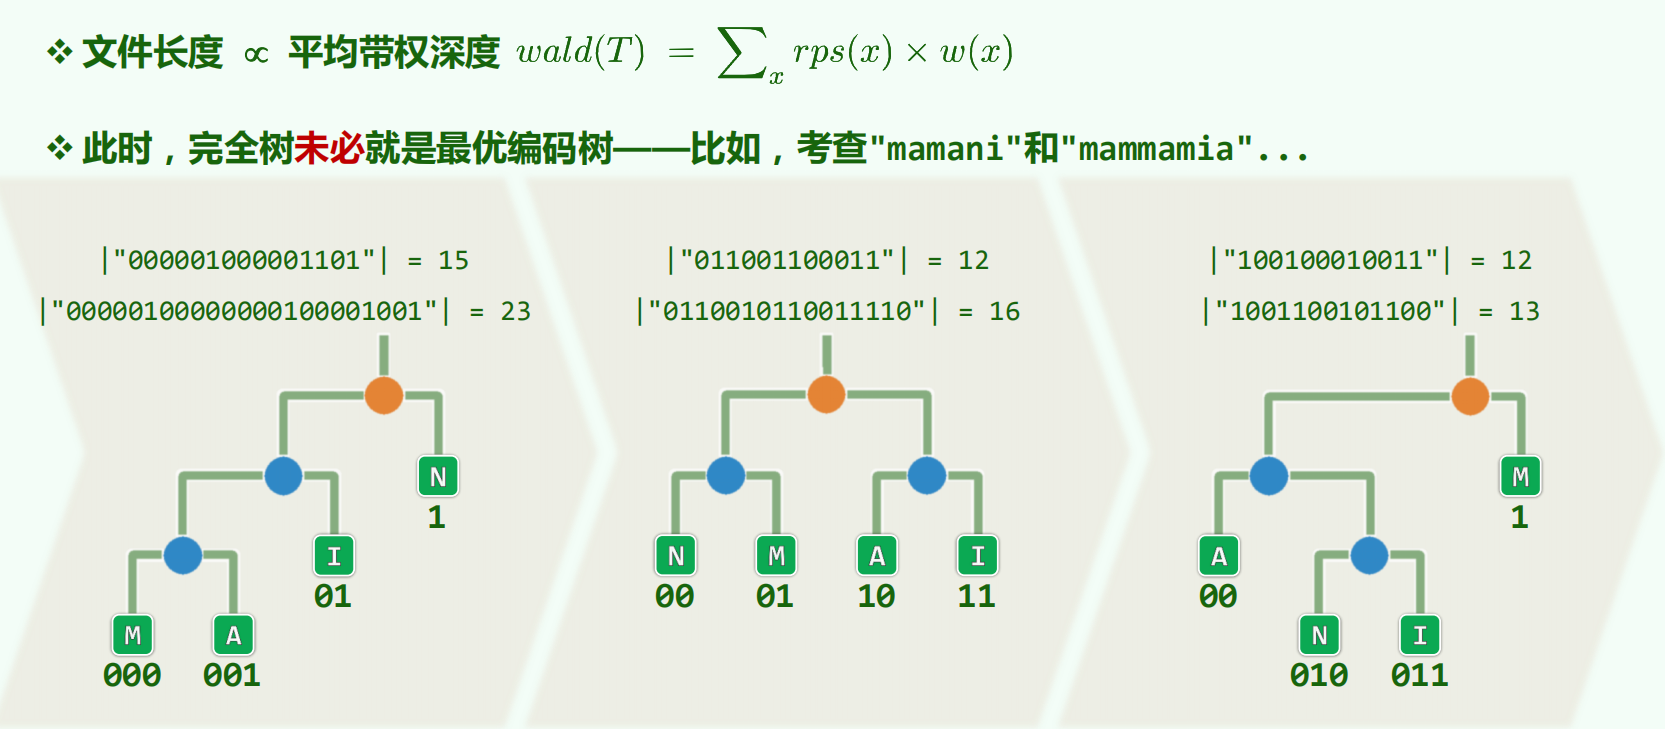 ❖ 文件长度 ∝ 平均带权深度 wald(T) = ∑ₓ rps(x) × w(x)
❖ 此时，完全树未必就是最优编码树——比如，考查"mamani"和"mammamia"...
|"000001000001101"| = 15
|"00000100000000100001001"| = 23
N
1
I
01
M
A
000
001
|"011001100011"| = 12
|"0110010110011110"| = 16
N
M
A
I
00
01
10
11
|"100100010011"| = 12
|"1001100101100"| = 13
M
1
A
00
N
I
010
011